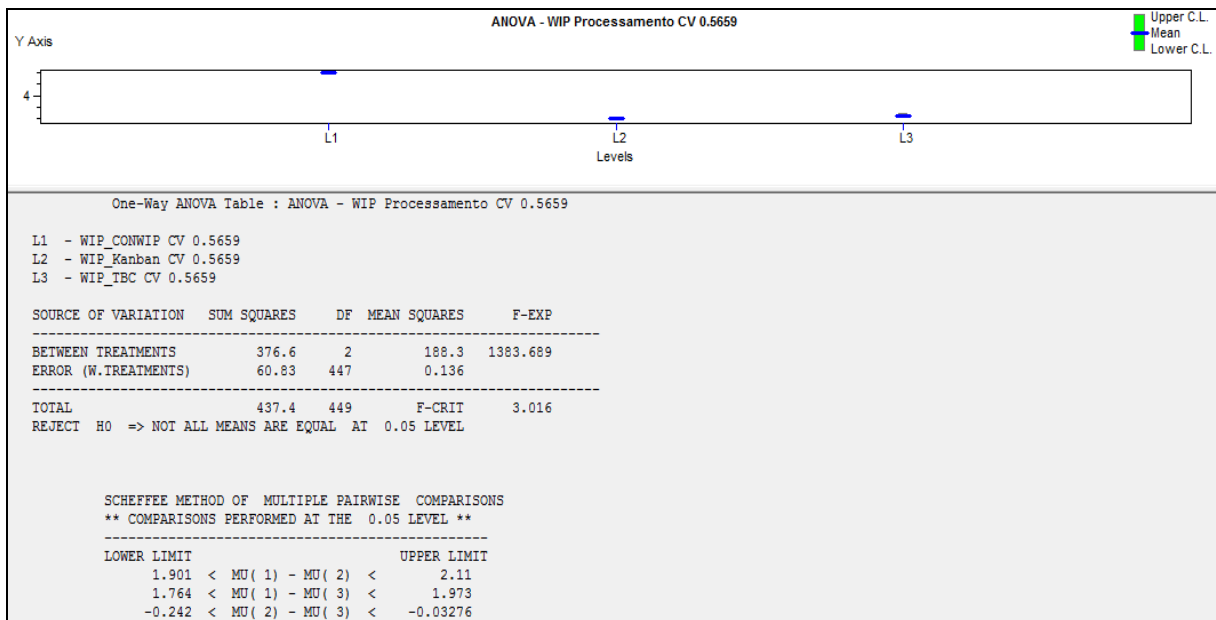 ANOVA - WIP Processamento CV 0.5659
Upper C.L.
Mean
Lower C.L.
Y Axis
4
L1 L2 L3
Levels
One-Way ANOVA Table : ANOVA - WIP Processamento CV 0.5659
L1 - WIP_CONWIP CV 0.5659
L2 - WIP_Kanban CV 0.5659
L3 - WIP_TBC CV 0.5659
SOURCE OF VARIATION SUM SQUARES DF MEAN SQUARES F-EXP
BETWEEN TREATMENTS 376.6 2 188.3 1383.689
ERROR (W.TREATMENTS) 60.83 447 0.136
TOTAL 437.4 449 F-CRIT 3.016
REJECT H0 => NOT ALL MEANS ARE EQUAL AT 0.05 LEVEL
SCHEFFEE METHOD OF MULTIPLE PAIRWISE COMPARISONS
** COMPARISONS PERFORMED AT THE 0.05 LEVEL **
LOWER LIMIT UPPER LIMIT
1.901 < MU( 1) - MU( 2) < 2.11
1.764 < MU( 1) - MU( 3) < 1.973
-0.242 < MU( 2) - MU( 3) < -0.03276